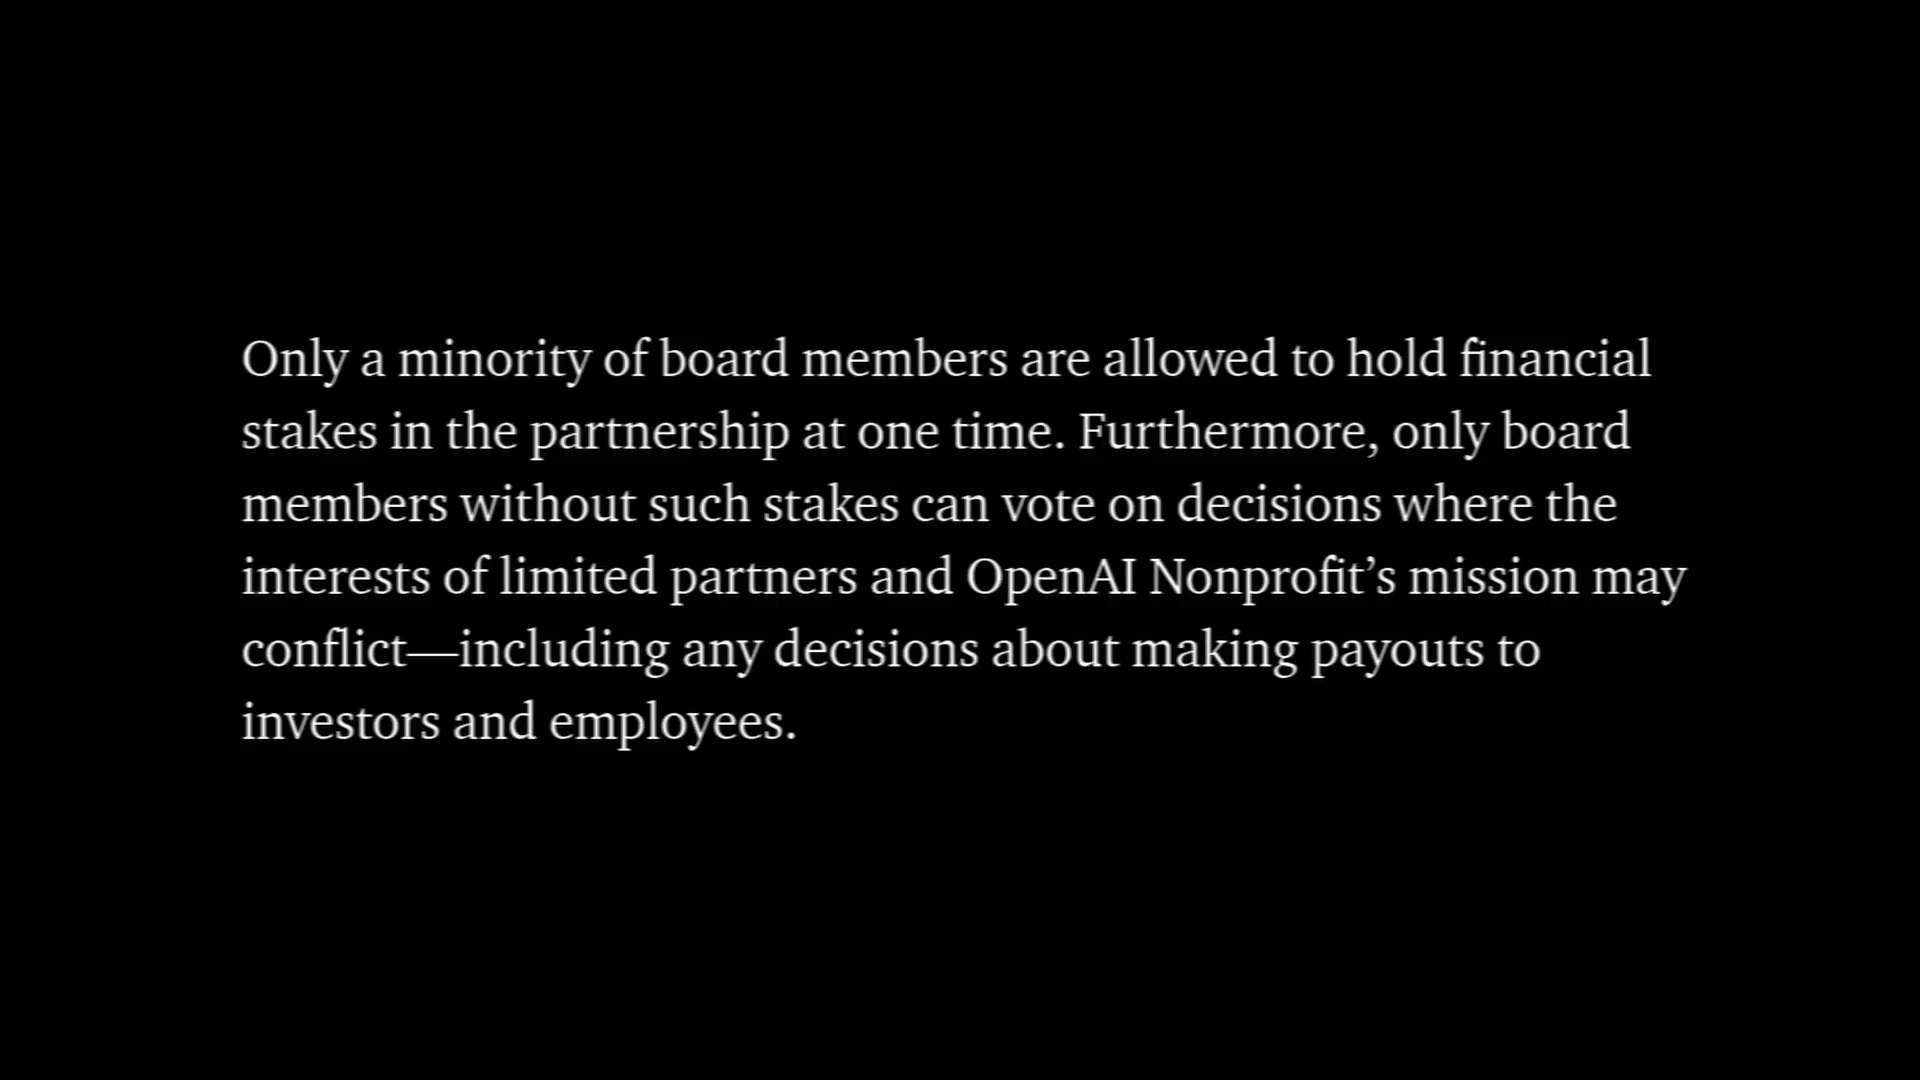 Only a minority of board members are allowed to hold financial
stakes in the partnership at one time. Furthermore, only board
members without such stakes can vote on decisions where the
interests of limited partners and OpenAI Nonprofit’s mission may
conflict—including any decisions about making payouts to
investors and employees.